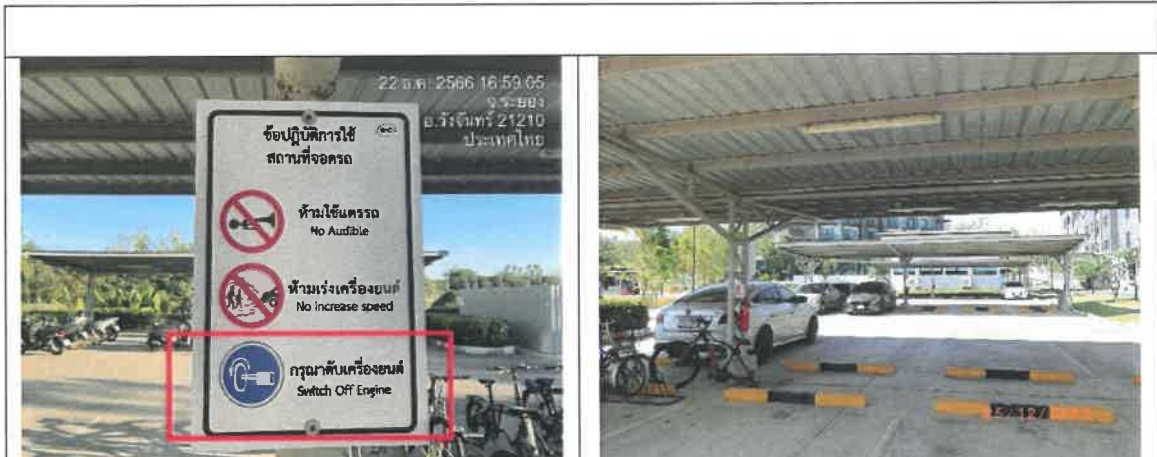 22 ธ.ค. 2566 16:59:05
จ.ระยอง
อ.วังจันทร์ 21210
ประเทศไทย
ข้อปฏิบัติการใช้
สถานที่จอดรถ
ห้ามใช้แตรรถ
No Audible
ห้ามเร่งเครื่องยนต์
No increase speed
กรุณาดับเครื่องยนต์
Switch Off Engine